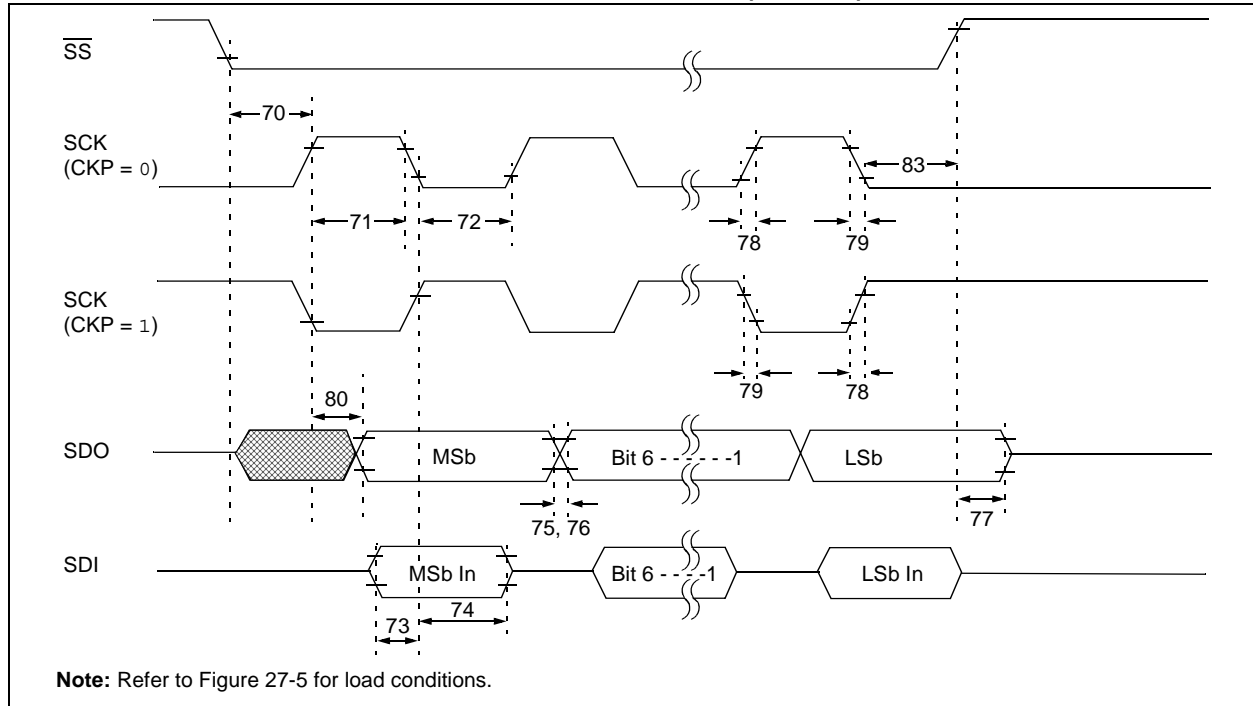 SS
70
SCK
(CKP = 0)
71
72
78
79
83
SCK
(CKP = 1)
79
78
80
SDO
MSb
Bit 6 - - - - - -1
LSb
75, 76
77
SDI
MSb In
Bit 6 - - - - -1
LSb In
73
74
Note: Refer to Figure 27-5 for load conditions.